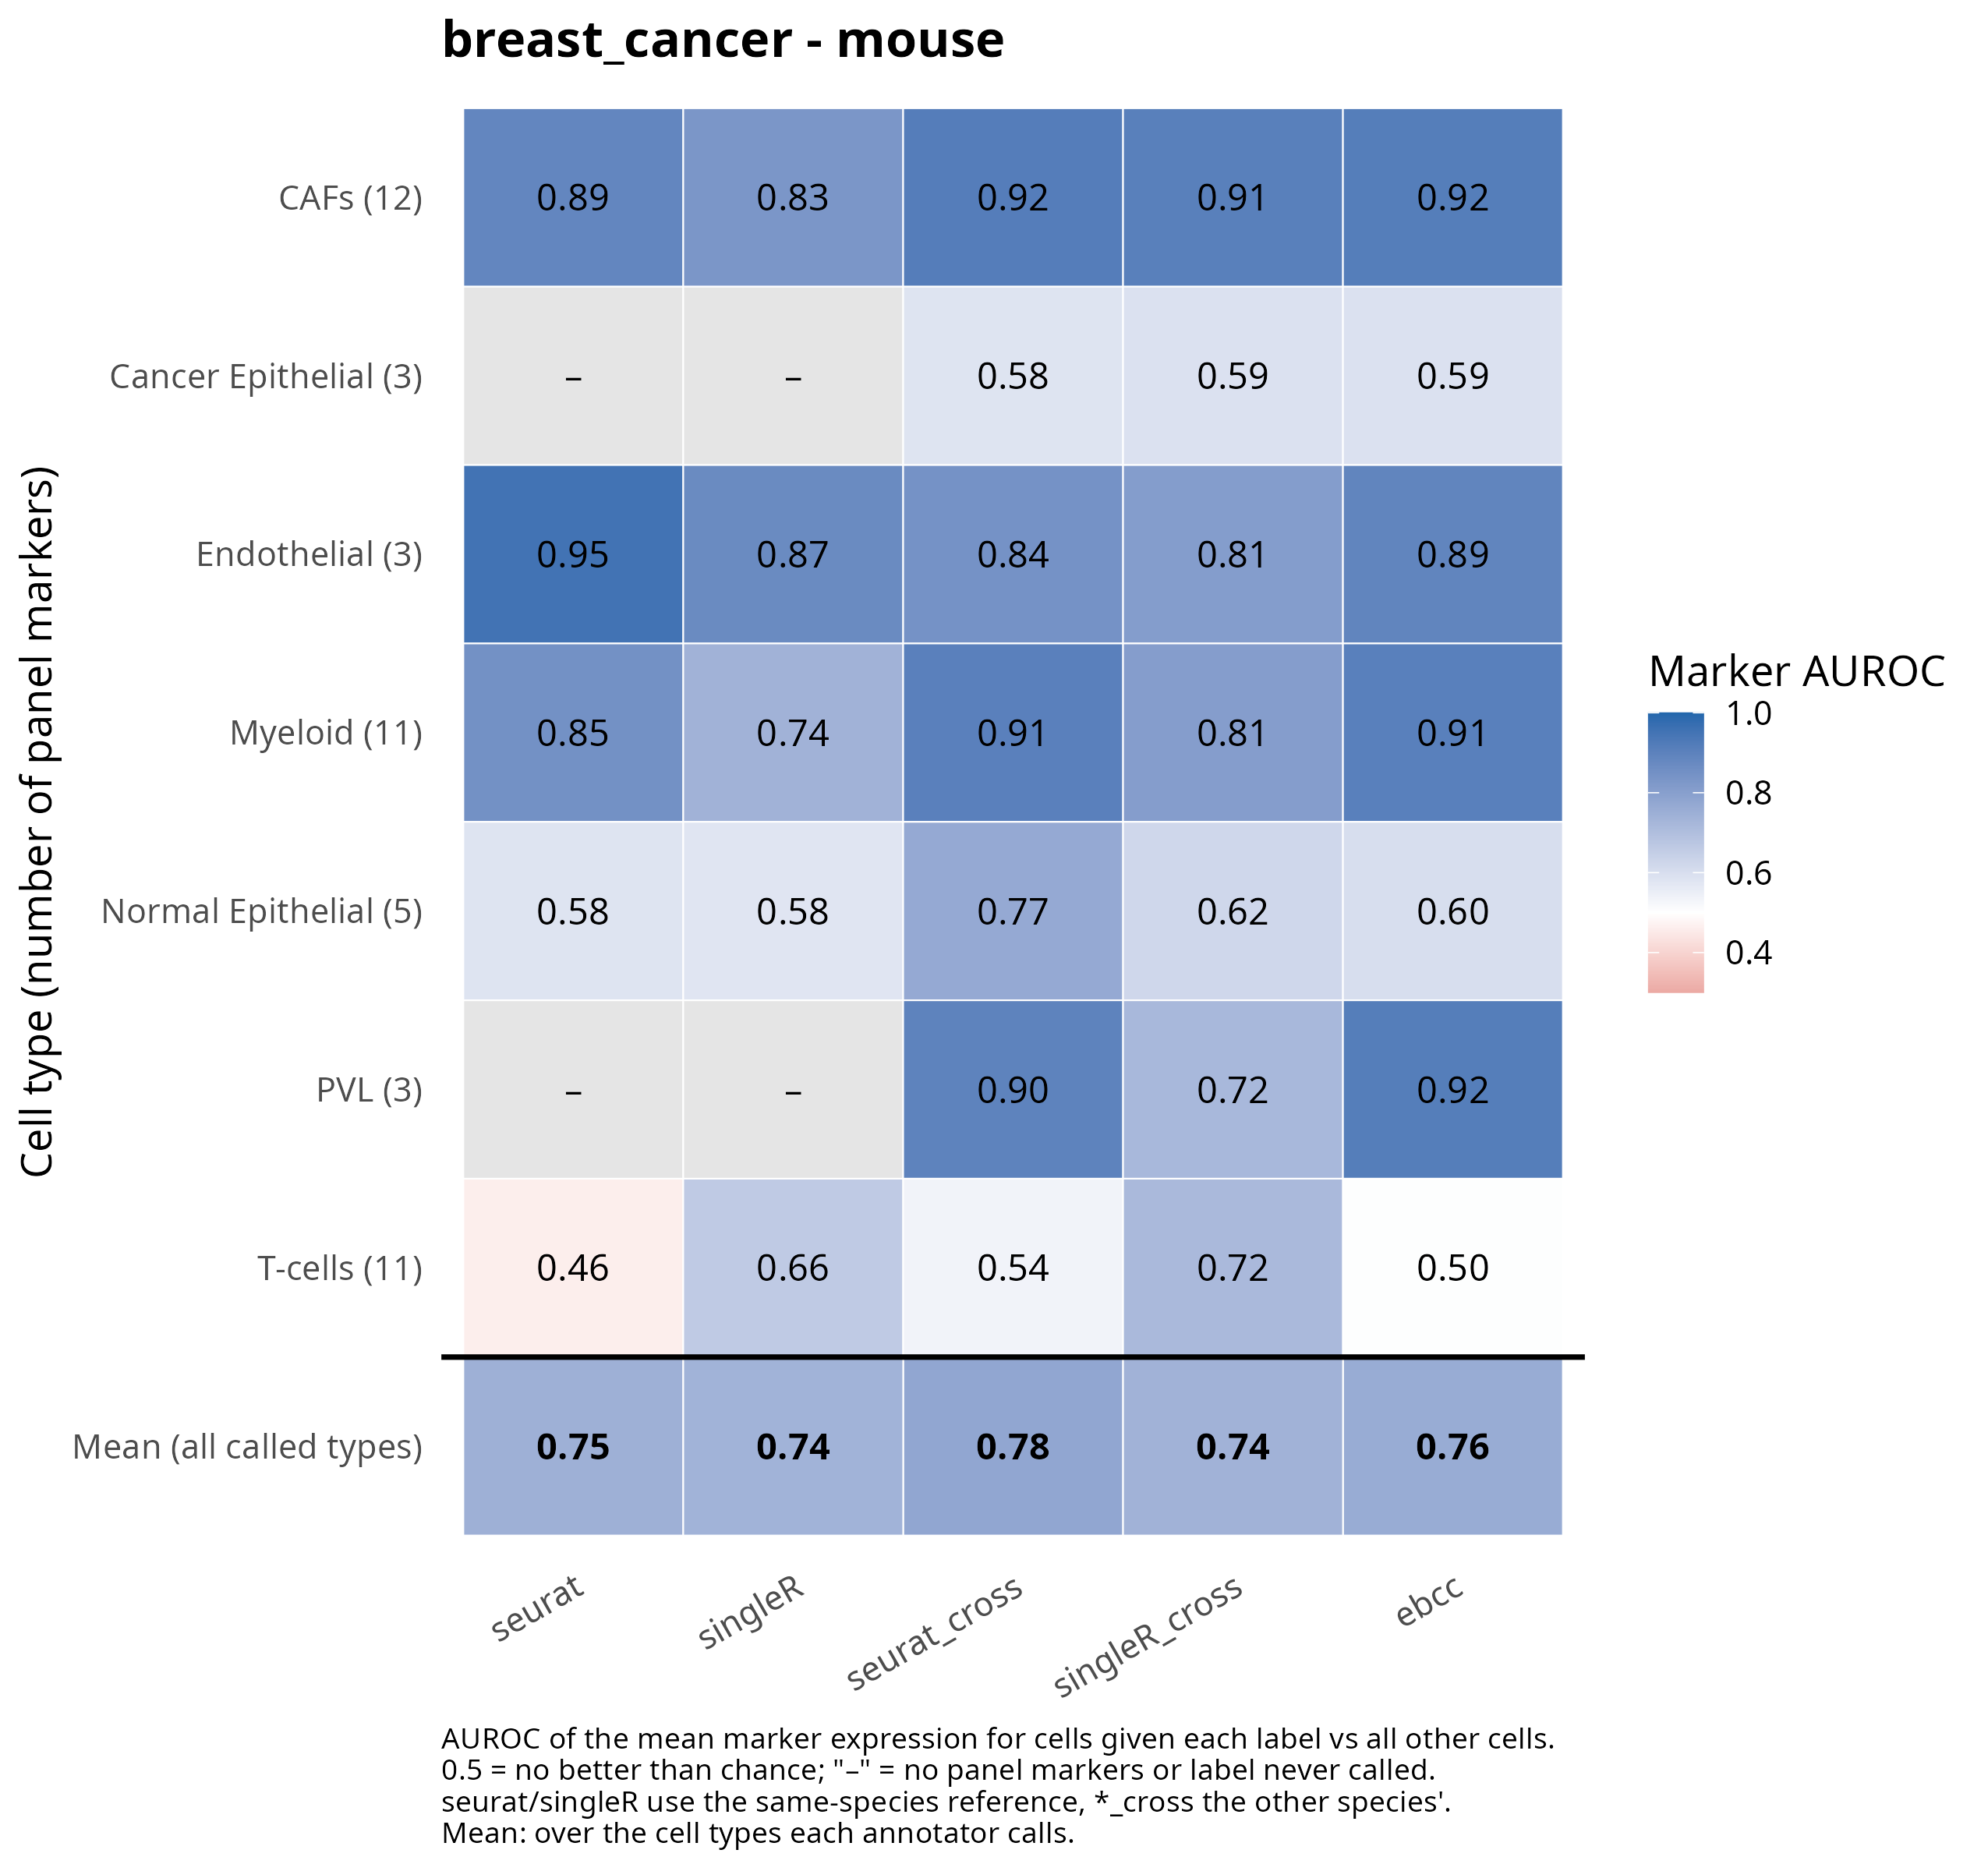 breast_cancer - mouse
Cell type (number of panel markers)
CAFs (12) 0.89 0.83 0.92 0.91 0.92
Cancer Epithelial (3) – – 0.58 0.59 0.59
Endothelial (3) 0.95 0.87 0.84 0.81 0.89
Myeloid (11) 0.85 0.74 0.91 0.81 0.91
Normal Epithelial (5) 0.58 0.58 0.77 0.62 0.60
PVL (3) – – 0.90 0.72 0.92
T-cells (11) 0.46 0.66 0.54 0.72 0.50
Mean (all called types) 0.75 0.74 0.78 0.74 0.76
seurat singleR seurat_cross singleR_cross ebcc
Marker AUROC
1.0
0.8
0.6
0.4
AUROC of the mean marker expression for cells given each label vs all other cells.
0.5 = no better than chance; "–" = no panel markers or label never called.
seurat/singleR use the same-species reference, *_cross the other species'.
Mean: over the cell types each annotator calls.